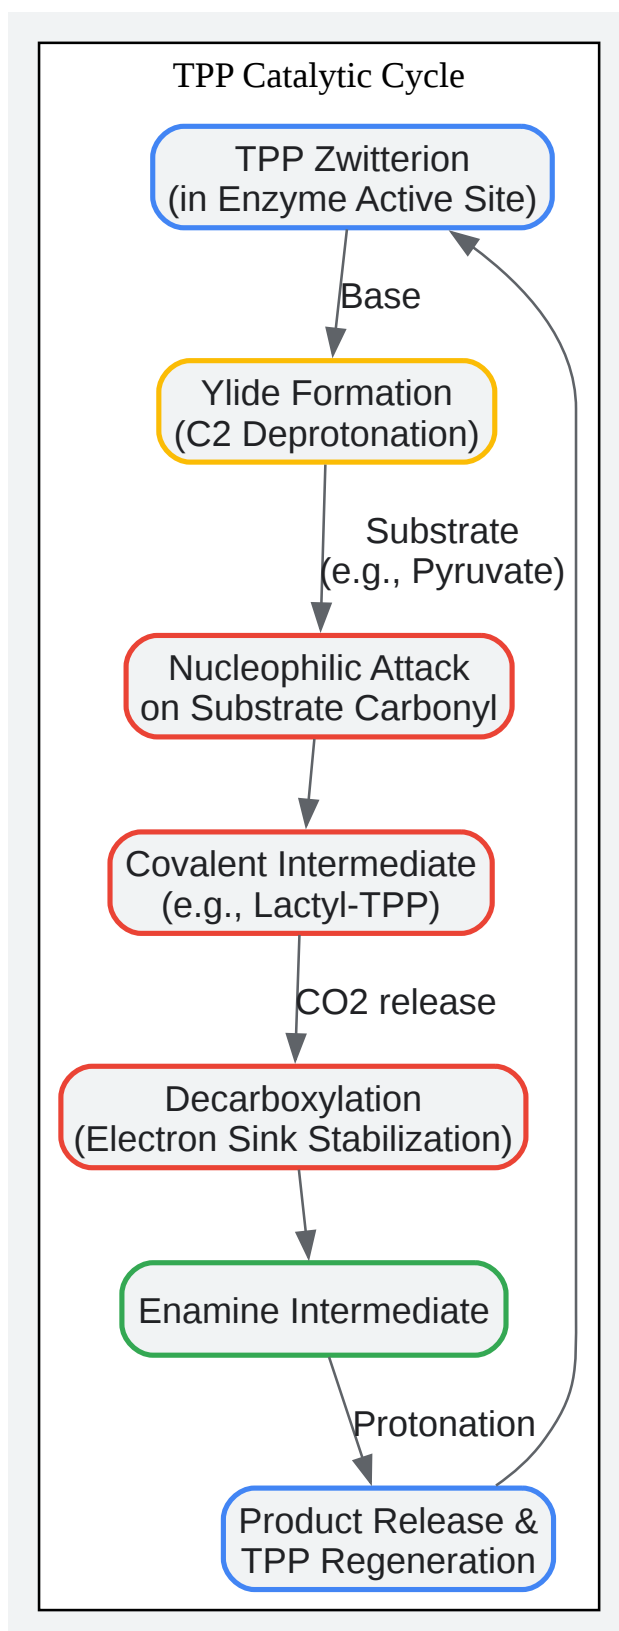 TPP Catalytic Cycle
TPP Zwitterion
(in Enzyme Active Site)
Base
Ylide Formation
(C2 Deprotonation)
Substrate
(e.g., Pyruvate)
Nucleophilic Attack
on Substrate Carbonyl
Covalent Intermediate
(e.g., Lactyl-TPP)
CO2 release
Decarboxylation
(Electron Sink Stabilization)
Enamine Intermediate
Protonation
Product Release &
TPP Regeneration